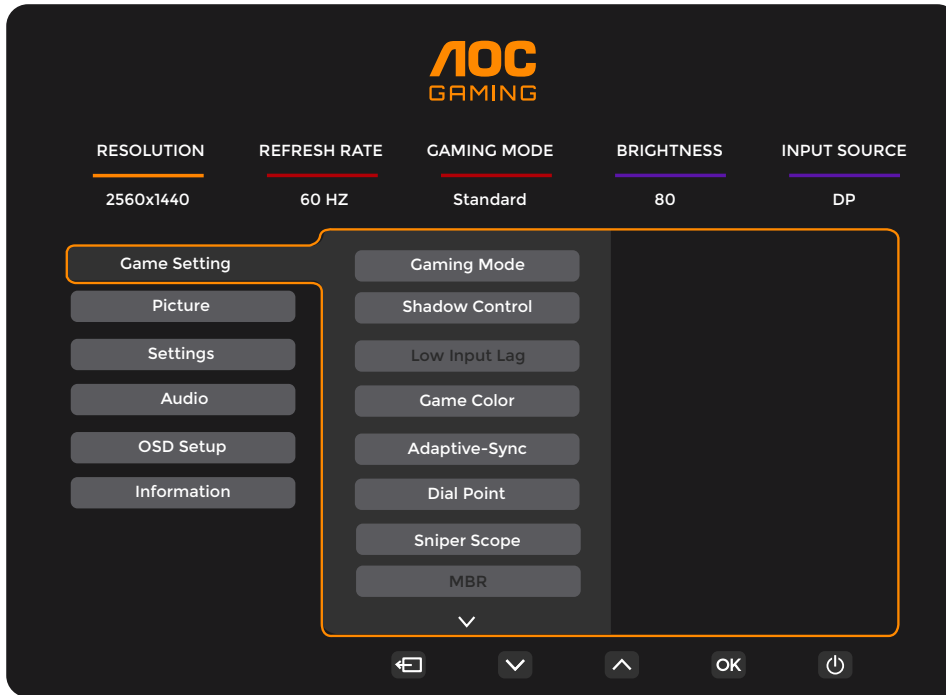 AOC
GAMING
RESOLUTION REFRESH RATE GAMING MODE BRIGHTNESS INPUT SOURCE
2560x1440 60 HZ Standard 80 DP
Game Setting
Picture
Settings
Audio
OSD Setup
Information
Gaming Mode
Shadow Control
Low Input Lag
Game Color
Adaptive-Sync
Dial Point
Sniper Scope
MBR
OK